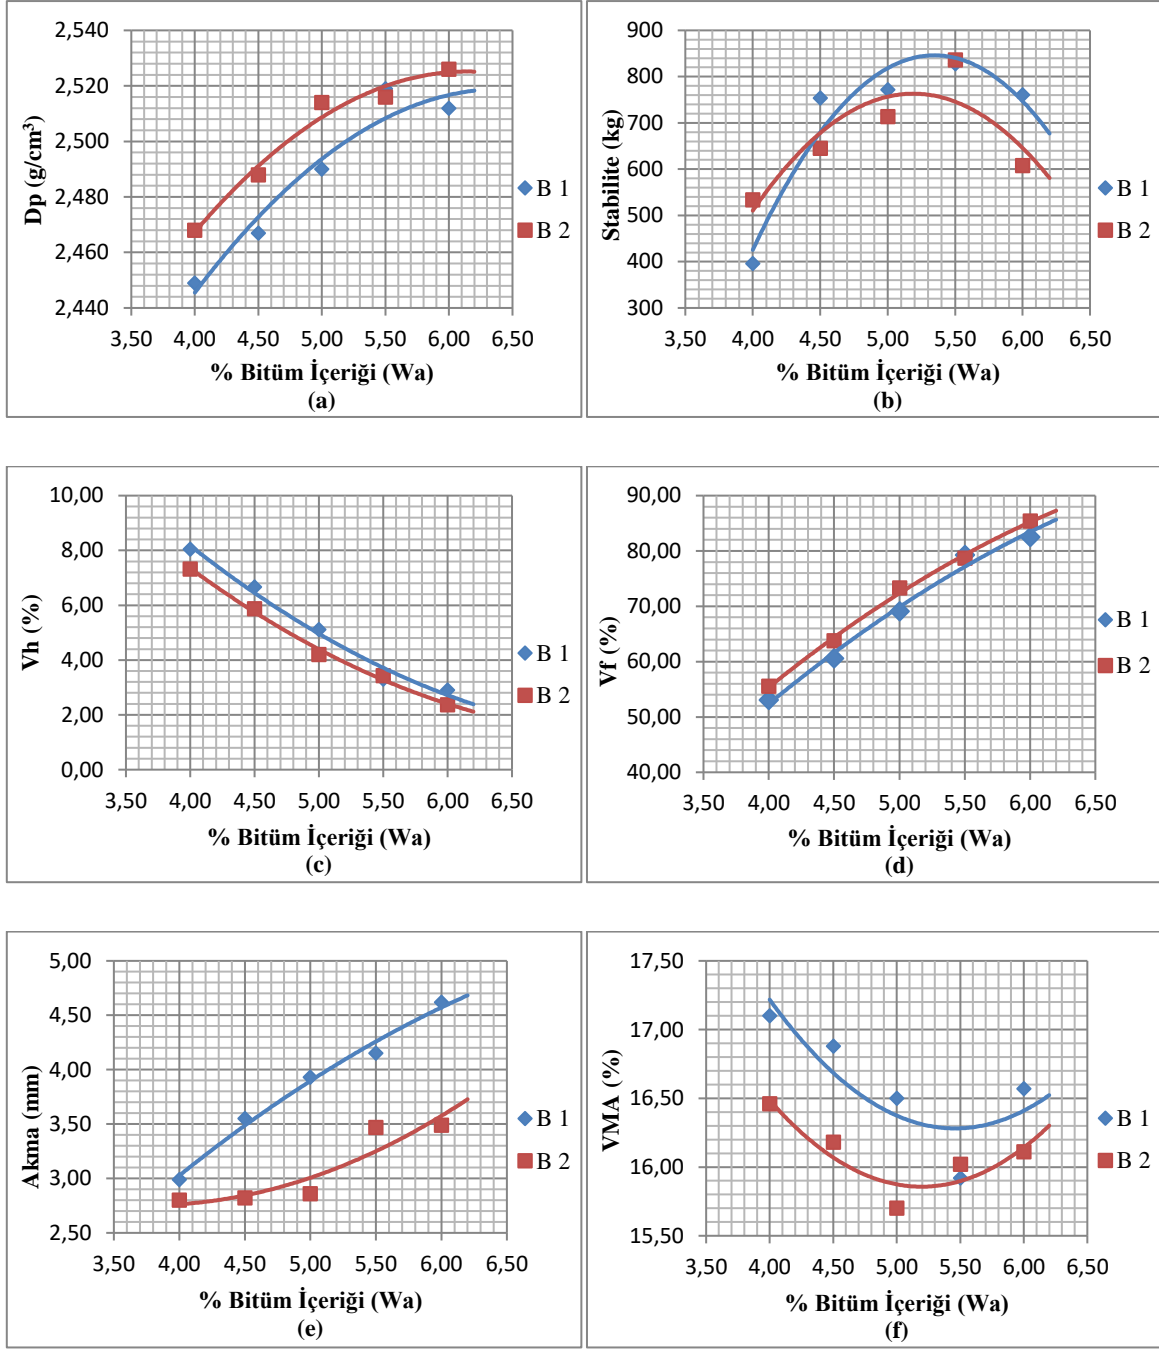 2,540
2,520
2,500
2,480
2,460
2,440
Dp (g/cm³)
3,50 4,00 4,50 5,00 5,50 6,00 6,50
% Bitüm İçeriği (Wa)
(a)
B 1
B 2
900
800
700
600
500
400
300
Stabilite (kg)
3,50 4,00 4,50 5,00 5,50 6,00 6,50
% Bitüm İçeriği (Wa)
(b)
B 1
B 2
10,00
8,00
6,00
4,00
2,00
0,00
Vh (%)
3,50 4,00 4,50 5,00 5,50 6,00 6,50
% Bitüm İçeriği (Wa)
(c)
B 1
B 2
90,00
80,00
70,00
60,00
50,00
40,00
Vf (%)
3,50 4,00 4,50 5,00 5,50 6,00 6,50
% Bitüm İçeriği (Wa)
(d)
B 1
B 2
5,00
4,50
4,00
3,50
3,00
2,50
Akma (mm)
3,50 4,00 4,50 5,00 5,50 6,00 6,50
% Bitüm İçeriği (Wa)
(e)
B 1
B 2
17,50
17,00
16,50
16,00
15,50
VMA (%)
3,50 4,00 4,50 5,00 5,50 6,00 6,50
% Bitüm İçeriği (Wa)
(f)
B 1
B 2